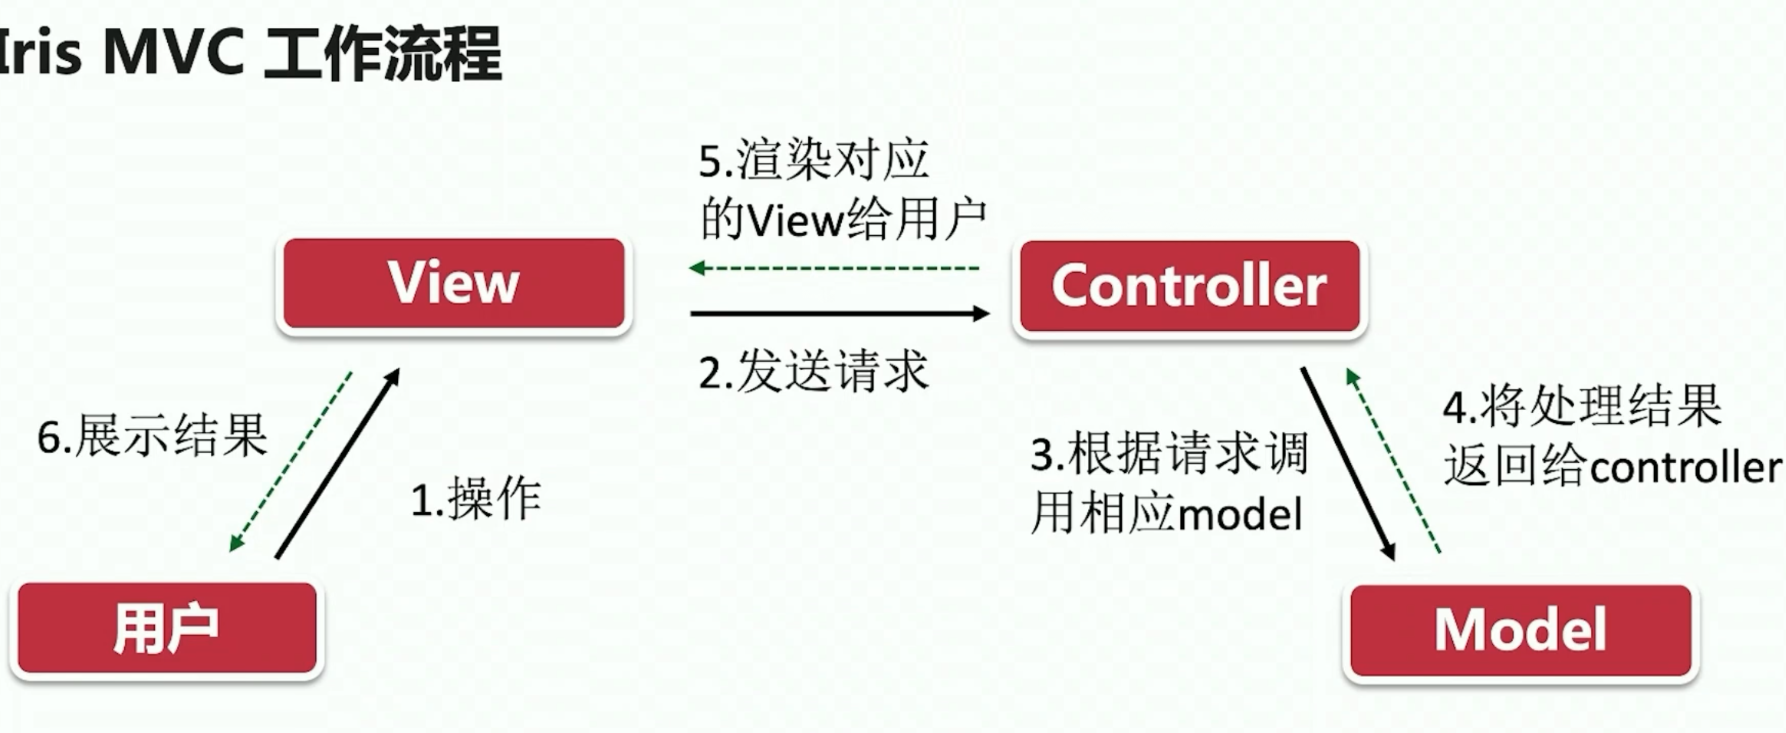 Iris MVC 工作流程
5.渲染对应
的View给用户
View
Controller
2.发送请求
6.展示结果
1.操作
3.根据请求调
用相应model
4.将处理结果
返回给controller
用户
Model